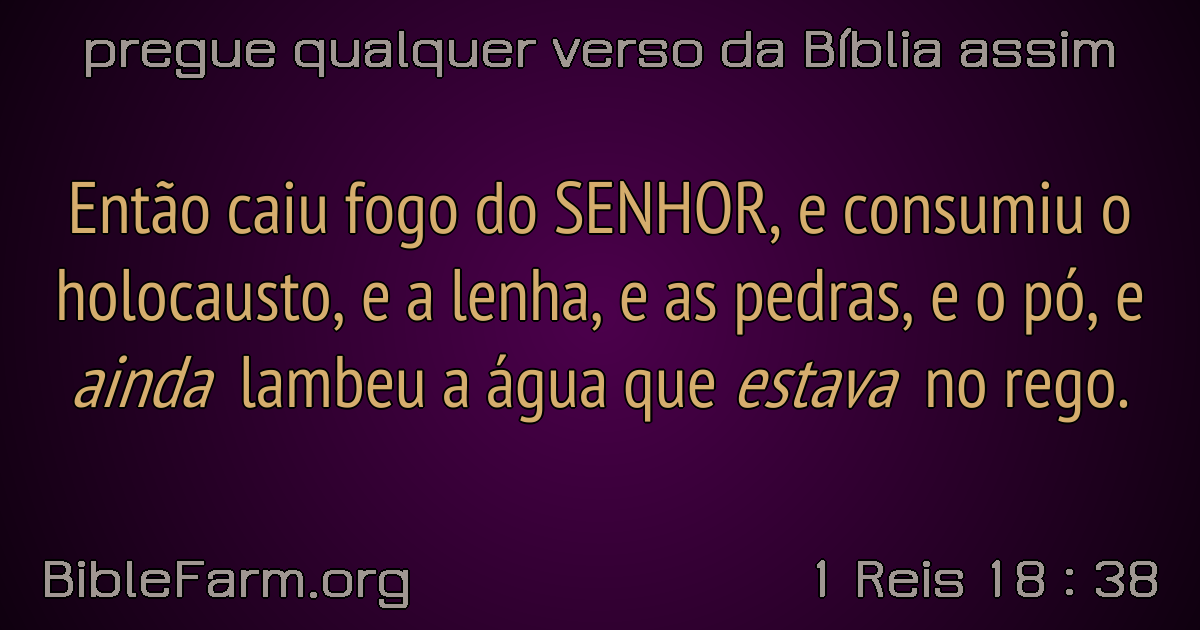 pregue qualquer verso da Bíblia assim
Então caiu fogo do SENHOR, e consumiu o
holocausto, e a lenha, e as pedras, e o pó, e
ainda lambeu a água que estava no rego.
BibleFarm.org
1 Reis 18 : 38